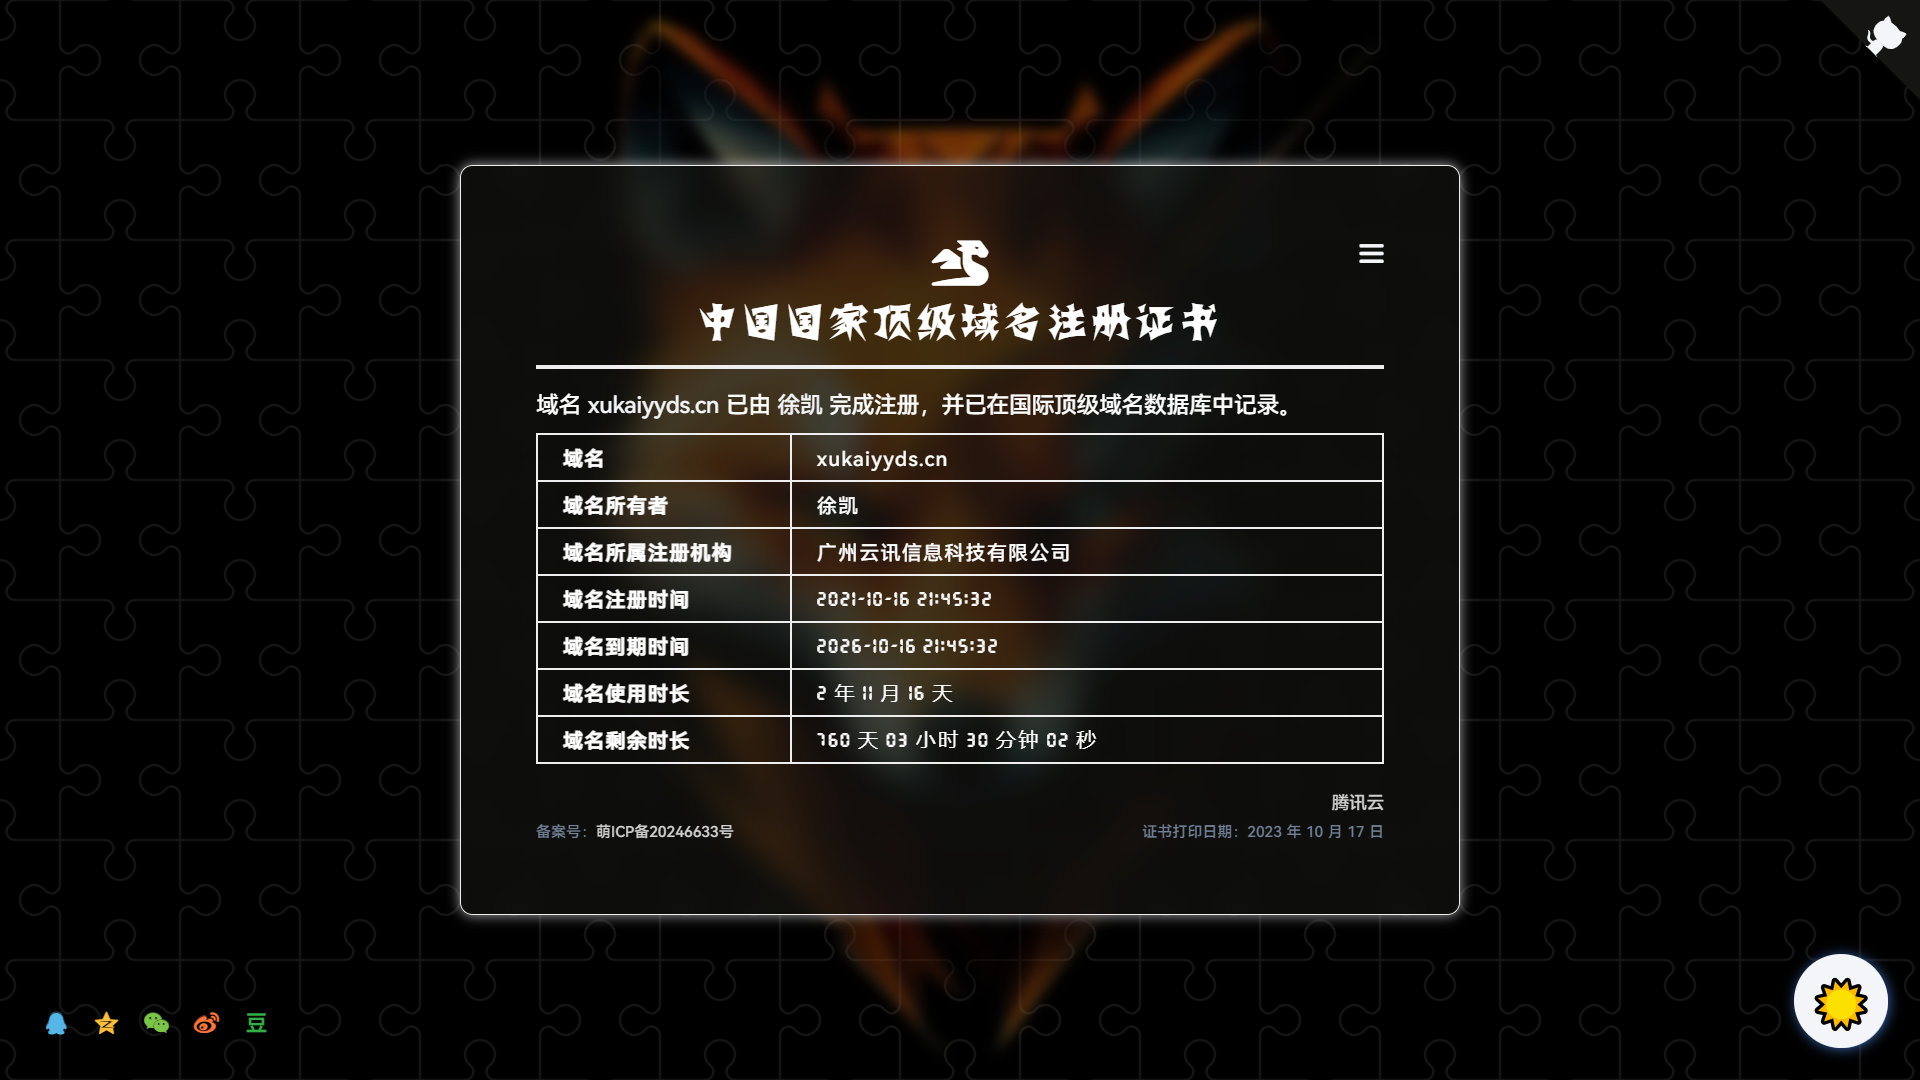 中国国家顶级域名注册证书
域名 xukaiyyds.cn 已由 徐凯 完成注册，并已在国际顶级域名数据库中记录。
域名 xukaiyyds.cn
域名所有者 徐凯
域名所属注册机构 广州云讯信息科技有限公司
域名注册时间 2021-10-16 21:45:32
域名到期时间 2026-10-16 21:45:32
域名使用时长 2 年 11 月 16 天
域名剩余时长 760 天 03 小时 30 分钟 02 秒
腾讯云
备案号：萌ICP备20246633号 证书打印日期：2023 年 10 月 17 日
豆